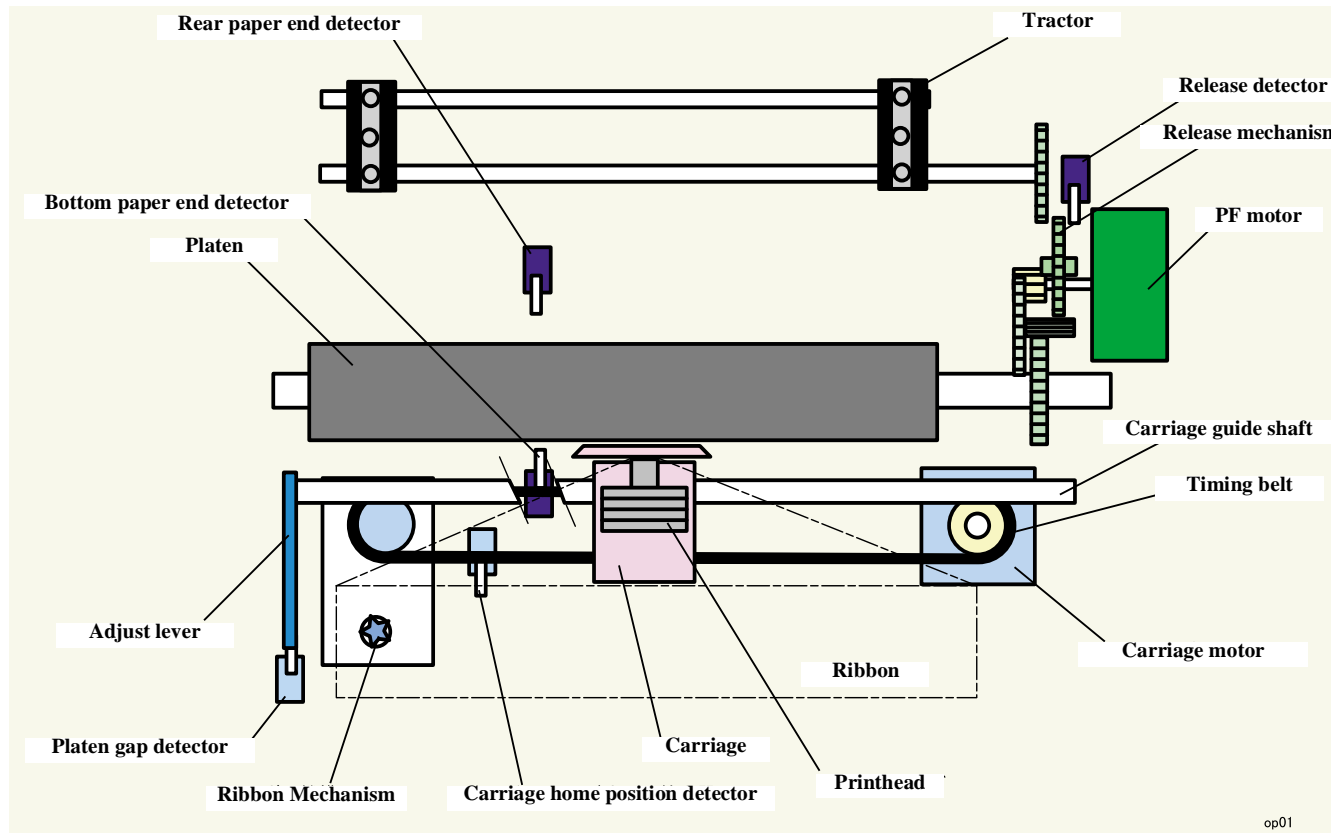 Rear paper end detector
Tractor
Release detector
Release mechanism
Bottom paper end detector
PF motor
Platen
Carriage guide shaft
Timing belt
Adjust lever
Carriage motor
Ribbon
Platen gap detector
Carriage
Printhead
Ribbon Mechanism
Carriage home position detector
op01